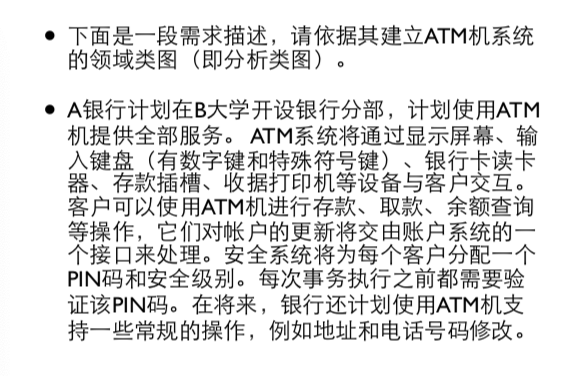 • 下面是一段需求描述，请依据其建立ATM机系统
的领域类图（即分析类图）。
• A银行计划在B大学开设银行分部，计划使用ATM
机提供全部服务。ATM系统将通过显示屏幕、输
入键盘（有数字键和特殊符号键）、银行卡读卡
器、存款插槽、收据打印机等设备与客户交互。
客户可以使用ATM机进行存款、取款、余额查询
等操作，它们对帐户的更新将交由账户系统的一
个接口来处理。安全系统将为每个客户分配一个
PIN码和安全级别。每次事务执行之前都需要验
证该PIN码。在将来，银行还计划使用ATM机支
持一些常规的操作，例如地址和电话号码修改。